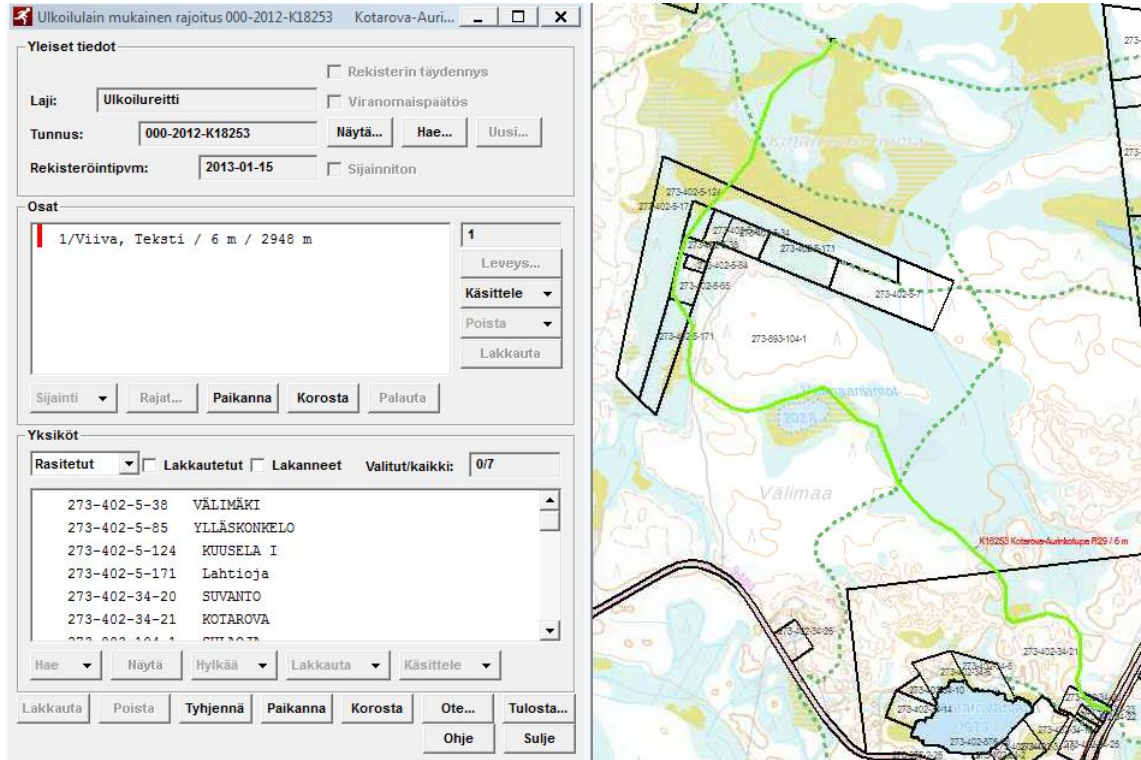 Ulkoilulain mukainen rajoitus 000-2012-K18253 Kotarova-Auri...
Yleiset tiedot
Rekisterin täydennys
Laji: Ulkoilureitti
Viranomaispäätös
Tunnus: 000-2012-K18253 Näytä... Hae... Uusi...
Rekisteröintipvm: 2013-01-15 Sijainniton
Osat
1/Viiva, Teksti / 6 m / 2948 m
1
Leveys...
Käsittele
Poista
Lakkauta
Sijainti Rajat... Paikanna Korosta Palauta
Yksiköt
Rasitetut Lakkautetut Lakanneet Valitut/kaikki: 0/7
273-402-5-38 VÄLIMÄKI
273-402-5-85 YLLÄSKONKELO
273-402-5-124 KUUSELA I
273-402-5-171 Lahtioja
273-402-34-20 SUVANTO
273-402-34-21 KOTAROVA
Hae Näytä Hylkää Lakkauta Käsittele
Lakkauta Poista Tyhjennä Paikanna Korosta Ote... Tulosta...
Ohje Sulje
273-402-5-124
273-402-5-171
273-402-5-7
273-402-5-171
273-893-104-1
Välimaa
K18253 Kotarova-Aurinkotupa R29 / 6 m
273-402-34-26
273-402-34-21